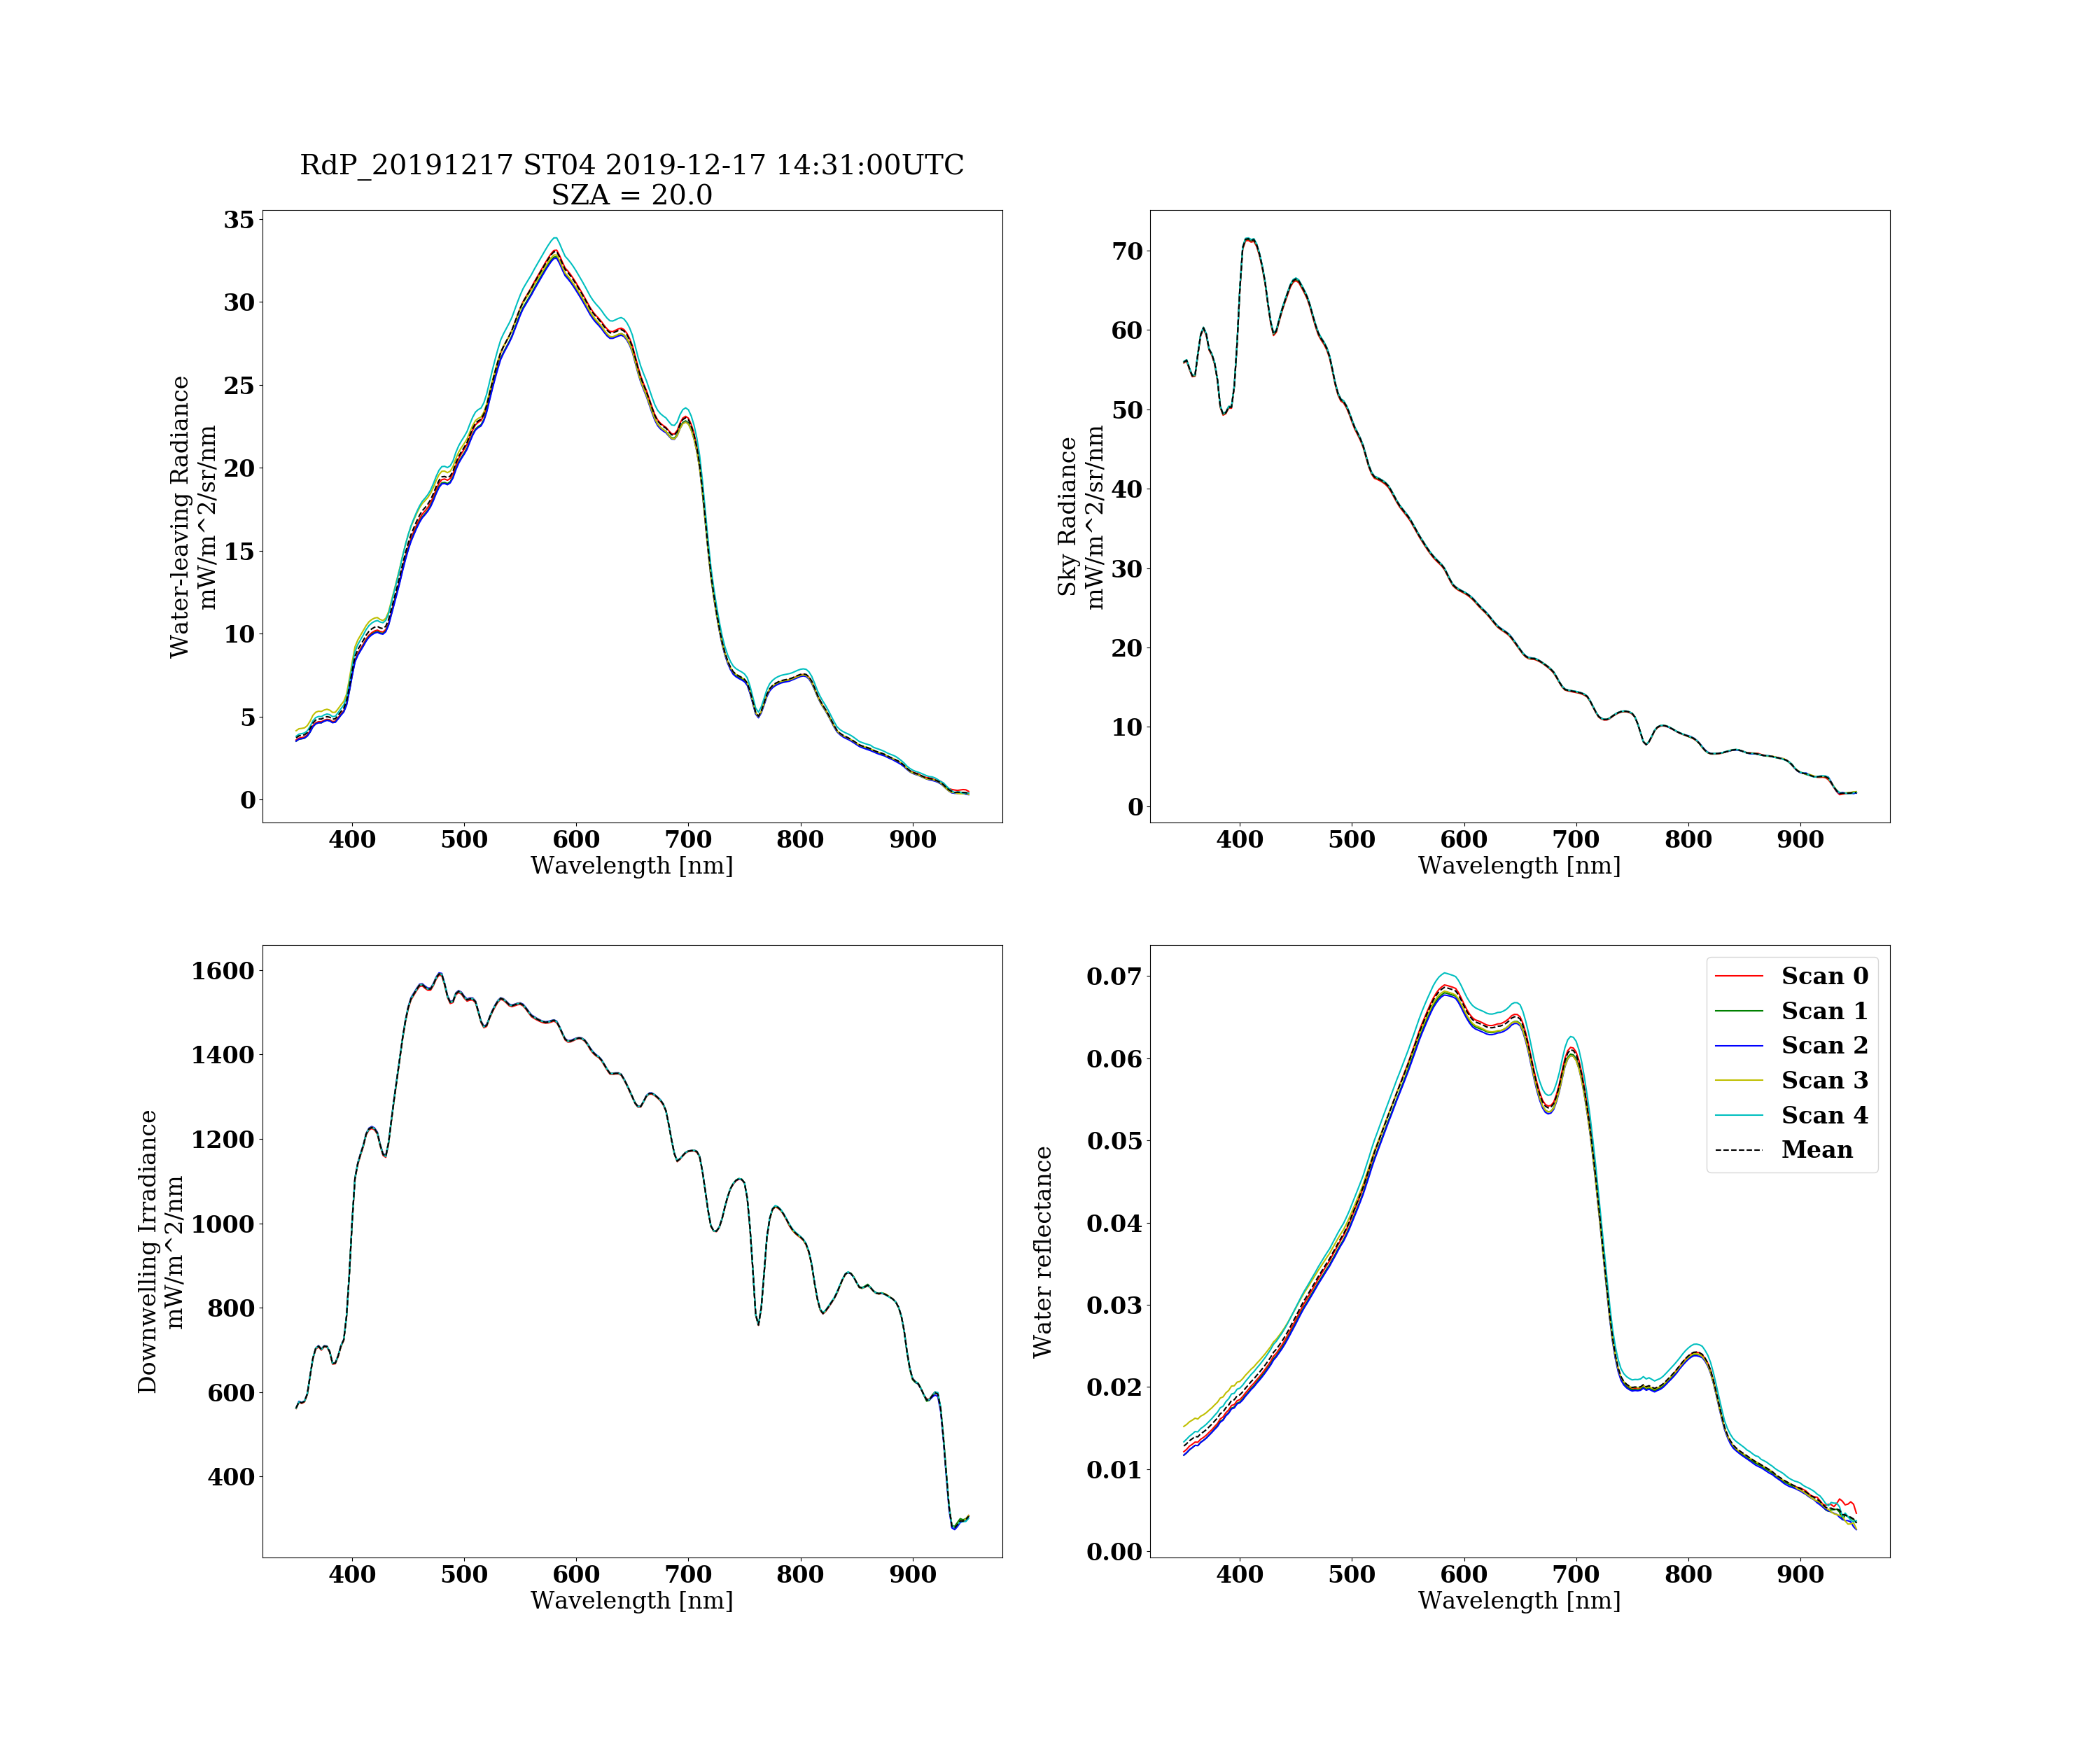 RdP_20191217 ST04 2019-12-17 14:31:00UTC
SZA = 20.0
35
30
25
20
15
10
5
0
Water-leaving Radiance
mW/m^2/sr/nm
400 500 600 700 800 900
Wavelength [nm]
70
60
50
40
30
20
10
0
Sky Radiance
mW/m^2/sr/nm
400 500 600 700 800 900
Wavelength [nm]
1600
1400
1200
1000
800
600
400
Downwelling Irradiance
mW/m^2/nm
400 500 600 700 800 900
Wavelength [nm]
0.07
0.06
0.05
0.04
0.03
0.02
0.01
0.00
Water reflectance
Scan 0
Scan 1
Scan 2
Scan 3
Scan 4
Mean
400 500 600 700 800 900
Wavelength [nm]